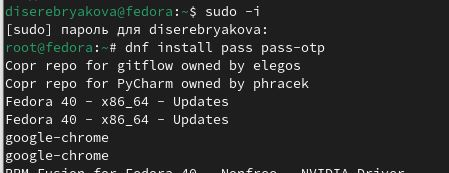 diserebryakova@fedora:~$ sudo -i
[sudo] пароль для diserebryakova:
root@fedora:~# dnf install pass pass-otp
Copr repo for gitflow owned by elegos
Copr repo for PyCharm owned by phracek
Fedora 40 - x86_64 - Updates
Fedora 40 - x86_64 - Updates
google-chrome
google-chrome
RPM Fusion for Fedora 40 - Nonfree - NVIDIA Driver